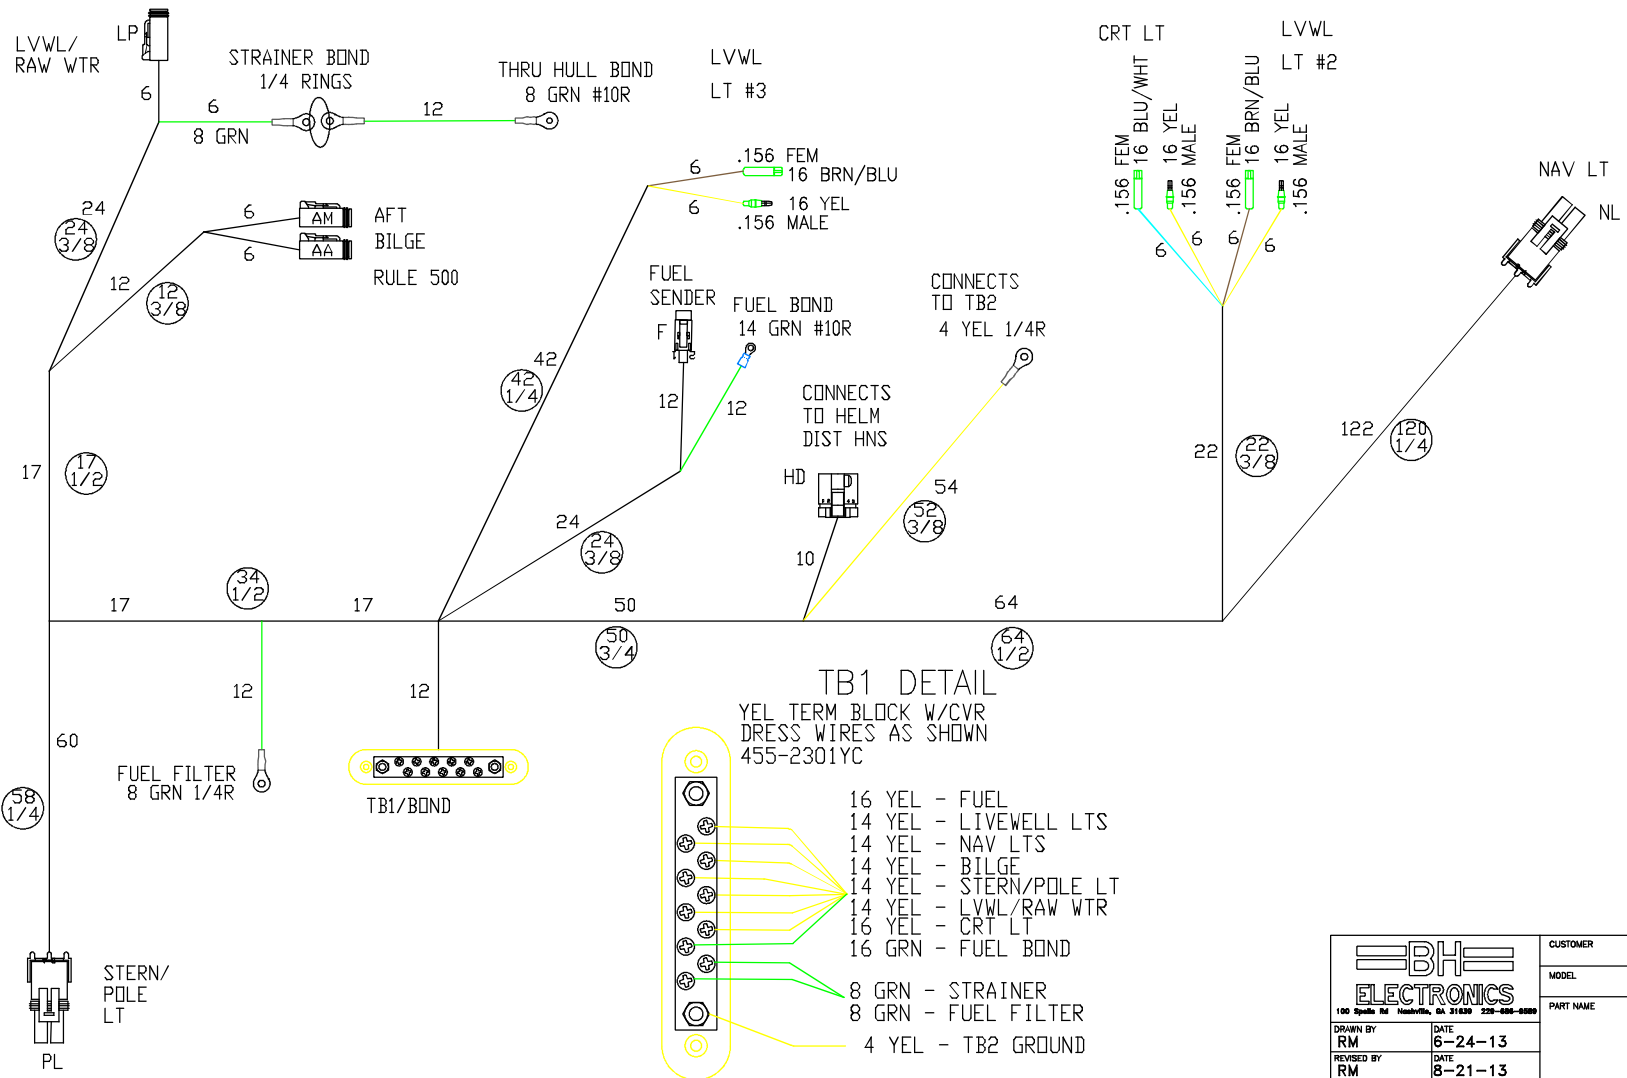 LVWL/
RAW WTR
LP
6
STRAINER BOND
1/4 RINGS
6
8 GRN
12
THRU HULL BOND
8 GRN #10R
LVWL
LT #3
.156 FEM
16 BRN/BLU
6
6
16 YEL
.156 MALE
CRT LT
LVWL
LT #2
.156 FEM
16 BLU/WHT
16 YEL
.156 MALE
.156 FEM
16 BRN/BLU
16 YEL
.156 MALE
6
6
6
6
NAV LT
NL
24
24
3/8
6
AM
AFT
BILGE
6
AA
RULE 500
12
12
3/8
FUEL
SENDER
F
FUEL BOND
14 GRN #10R
12
12
CONNECTS
TO TB2
4 YEL 1/4R
42
42
1/4
CONNECTS
TO HELM
DIST HNS
HD
10
54
52
3/8
22
22
3/8
122
120
1/4
17
17
1/2
24
24
3/8
17
34
1/2
17
50
50
3/4
64
64
1/2
12
FUEL FILTER
8 GRN 1/4R
12
TB1/BOND
60
58
1/4
STERN/
POLE
LT
PL
TB1 DETAIL
YEL TERM BLOCK W/CVR
DRESS WIRES AS SHOWN
455-2301YC
16 YEL - FUEL
14 YEL - LIVEWELL LTS
14 YEL - NAV LTS
14 YEL - BILGE
14 YEL - STERN/POLE LT
14 YEL - LVWL/RAW WTR
16 YEL - CRT LT
16 GRN - FUEL BOND
8 GRN - STRAINER
8 GRN - FUEL FILTER
4 YEL - TB2 GROUND
BH
ELECTRONICS
100 Spells Rd Nashville, GA 31639
CUSTOMER
MODEL
PART NAME
DRAWN BY
RM
DATE
6-24-13
REVISED BY
RM
DATE
8-21-13